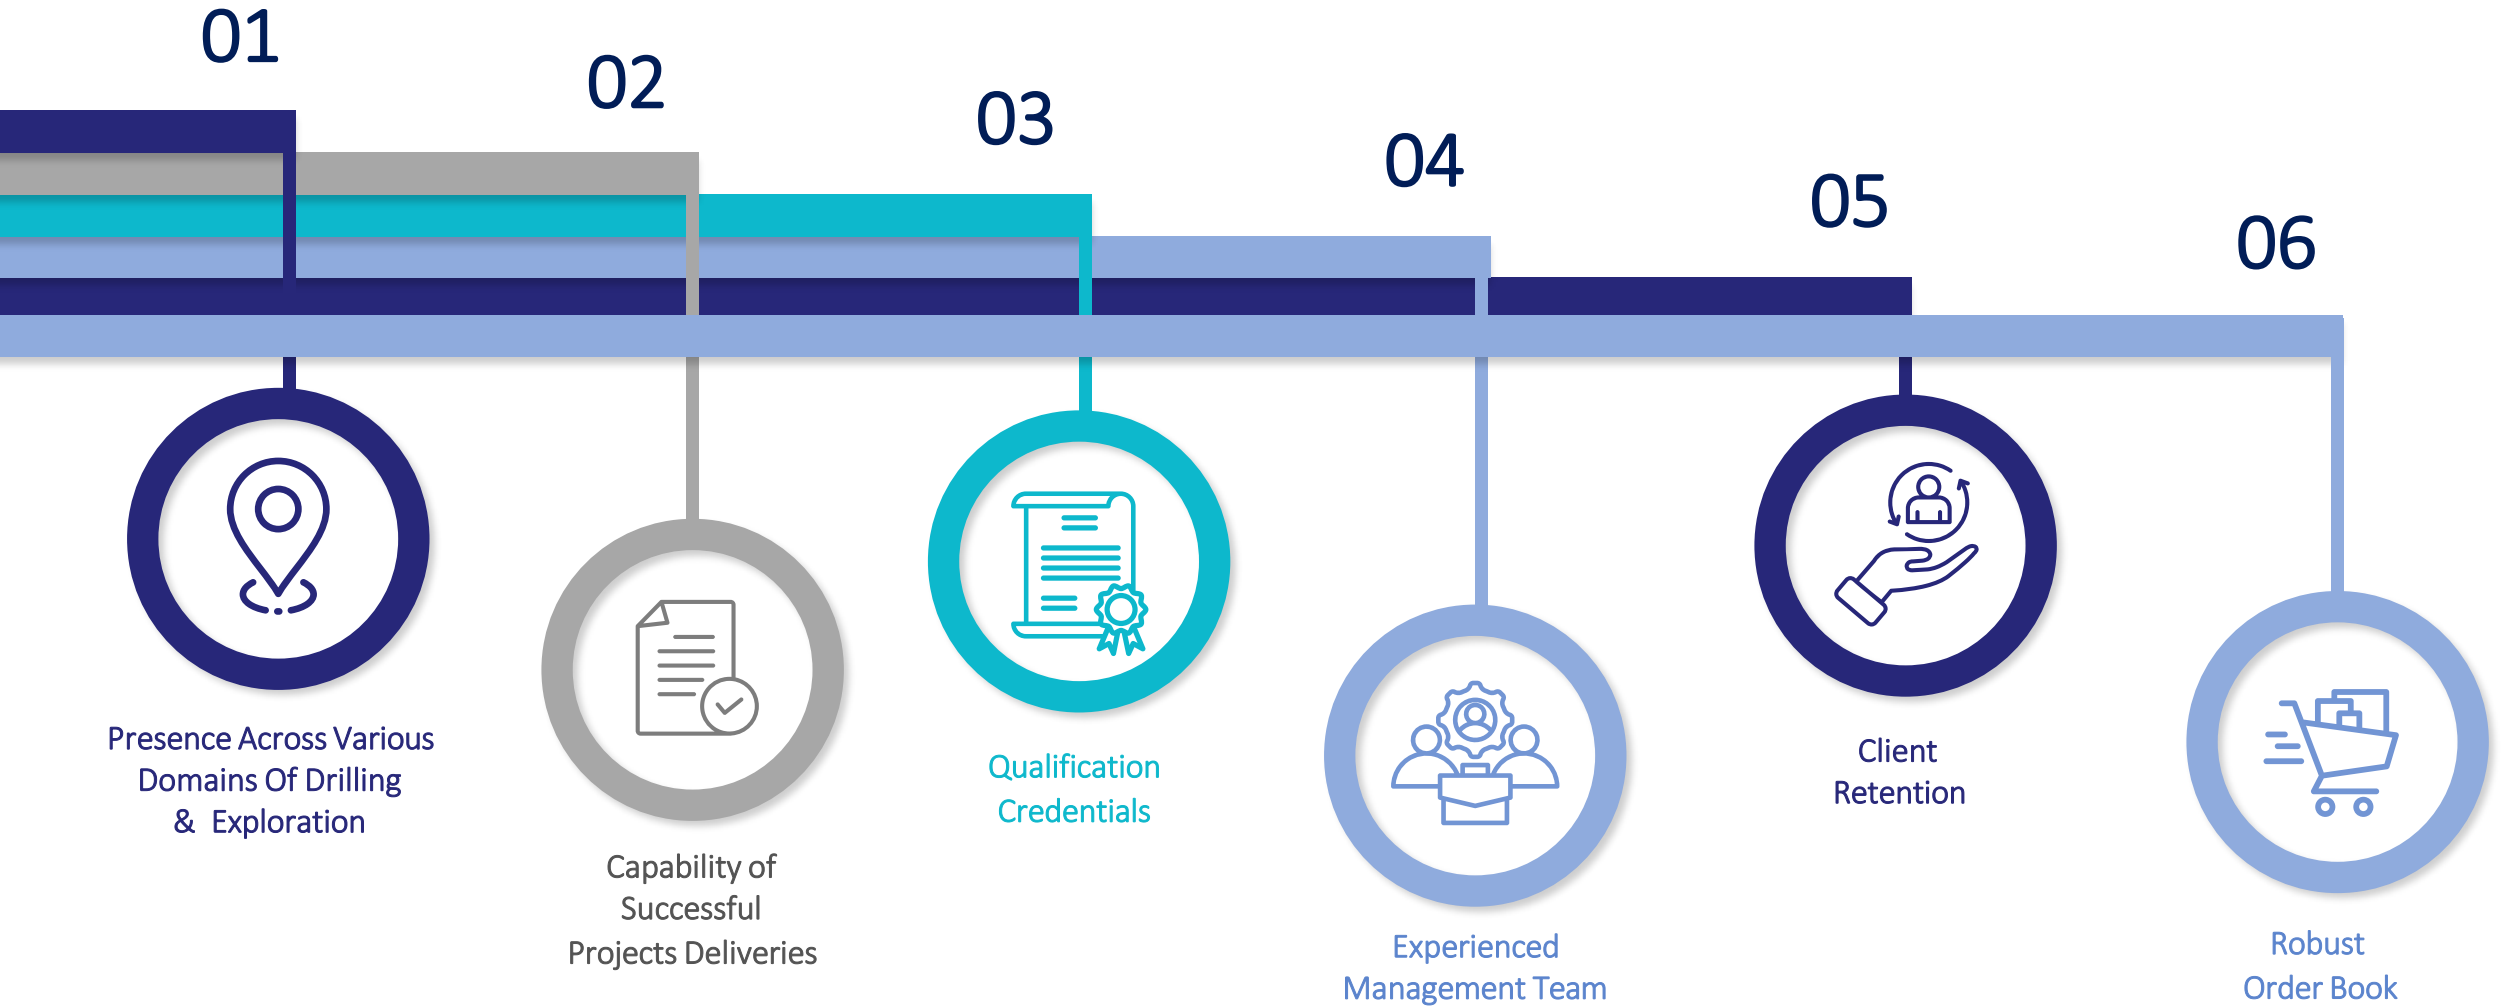 01
02
03
04
05
06
Presence Across Various
Domains Of Drilling
& Exploration
Capability of
Successful
Projects Deliveries
Qualification
Credentials
Experienced
Management Team
Client
Retention
Robust
Order Book